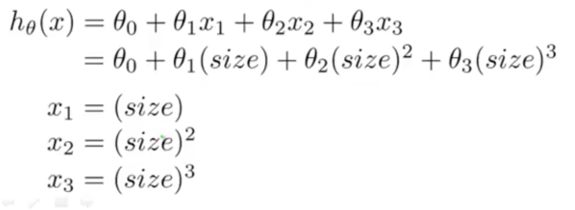 hθ(x) = θ0 + θ1x1 + θ2x2 + θ3x3
= θ0 + θ1(size) + θ2(size)² + θ3(size)³
x1 = (size)
x2 = (size)²
x3 = (size)³